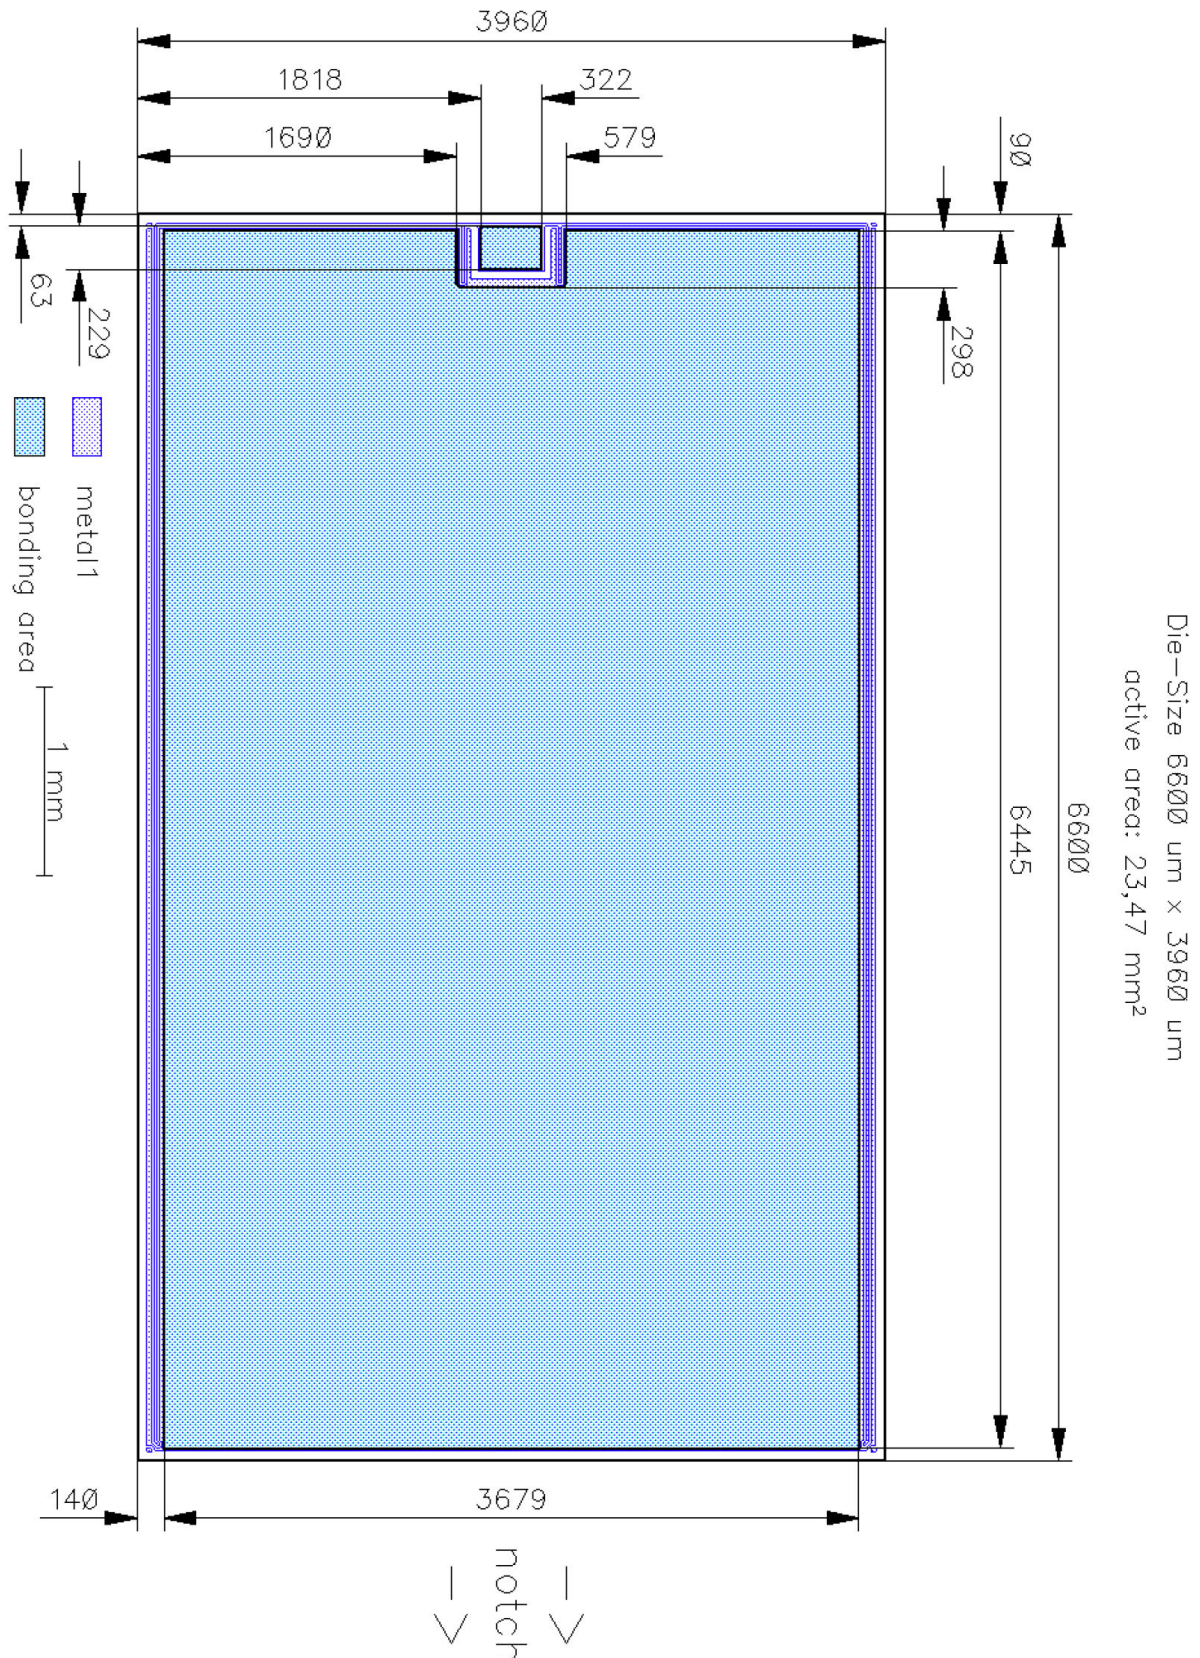 3960
1818
322
1690
579
90
63
229
298
metal1
bonding area
1 mm
Die-Size 6600 um x 3960 um
active area: 23,47 mm²
6600
6445
140
3679
notch